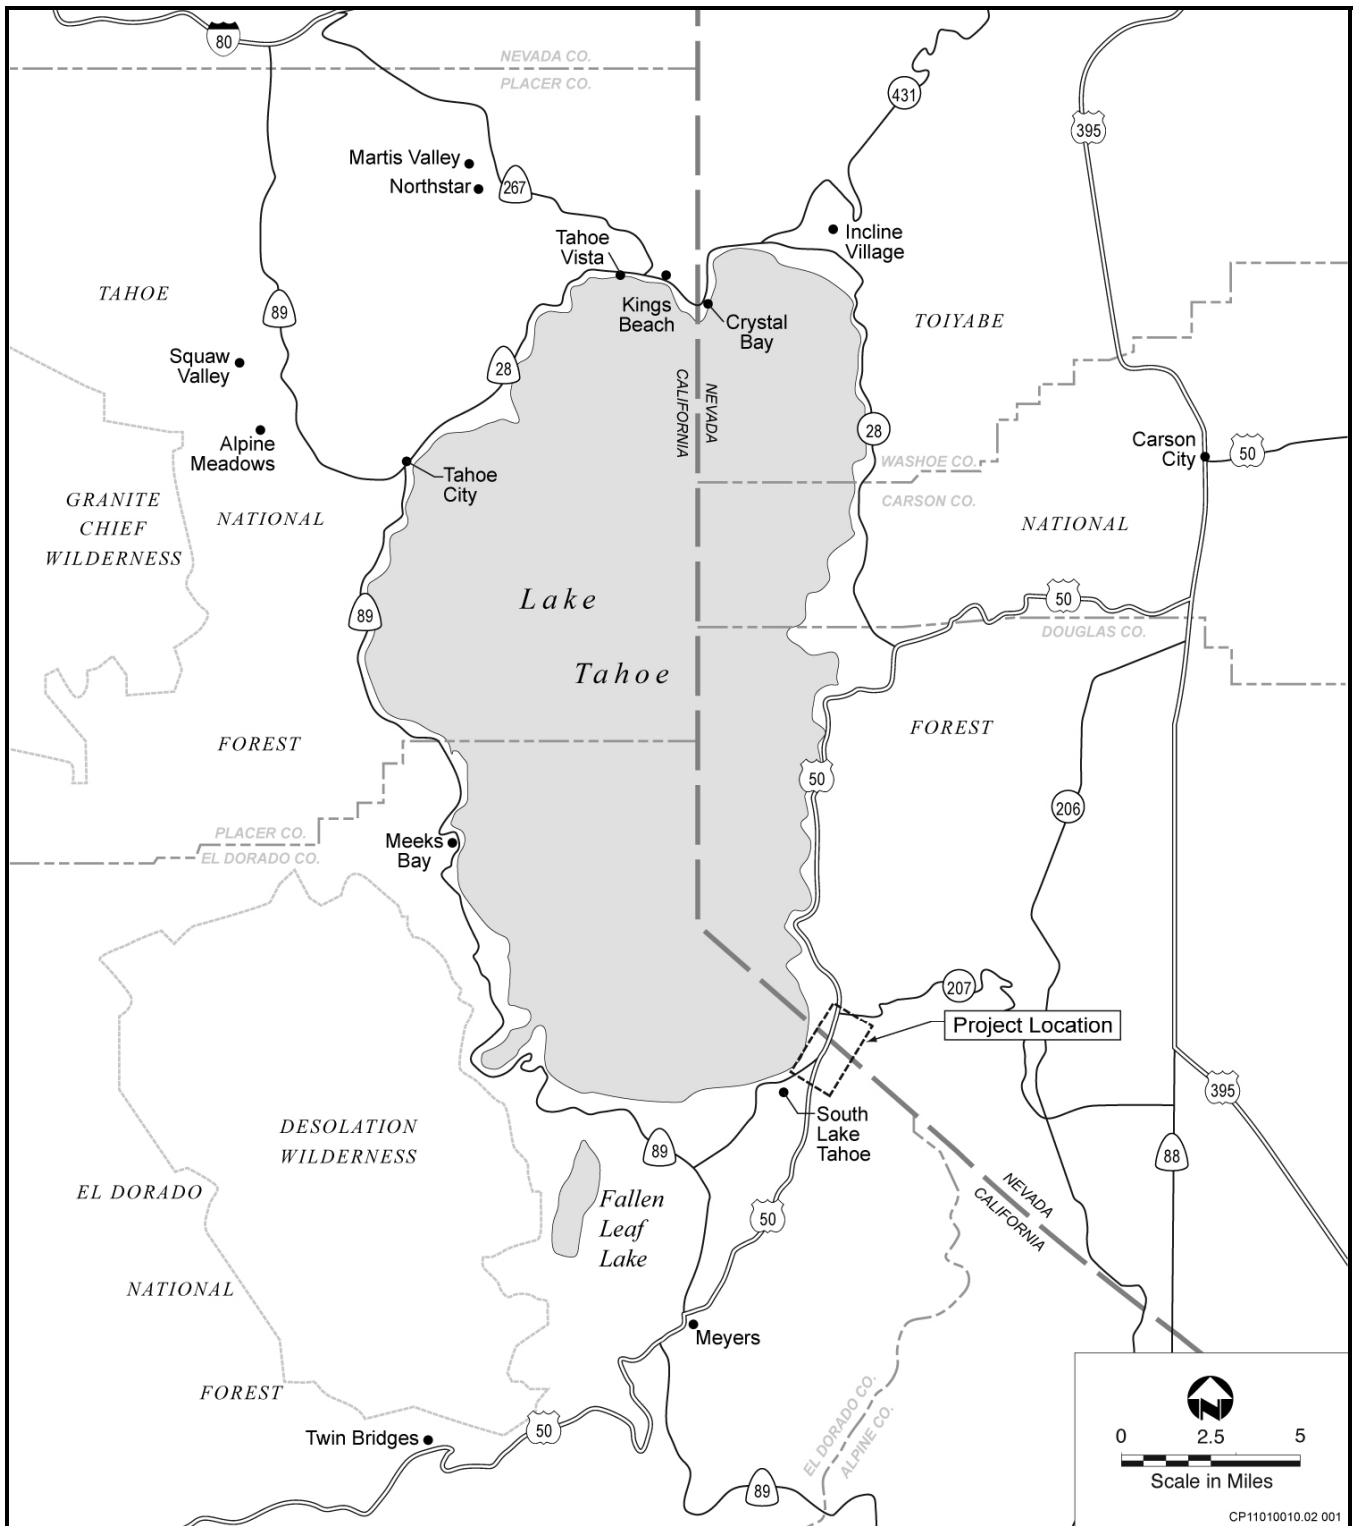 80
NEVADA CO.
PLACER CO.
431
395
Martis Valley
Northstar
267
Incline
Village
Tahoe
Vista
TAHOE
89
Kings
Beach
Crystal
Bay
TOIYABE
Squaw
Valley
28
CALIFORNIA
NEVADA
28
Alpine
Meadows
Carson
City
50
WASHOE CO.
CARSON CO.
Tahoe
City
GRANITE
CHIEF
WILDERNESS
NATIONAL
NATIONAL
Lake
89
50
DOUGLAS CO.
Tahoe
FOREST
FOREST
50
206
PLACER CO.
EL DORADO CO.
Meeks
Bay
207
Project Location
395
South
Lake
Tahoe
DESOLATION
WILDERNESS
89
88
EL DORADO
Fallen
Leaf
Lake
50
NEVADA
CALIFORNIA
NATIONAL
Meyers
FOREST
50
Twin Bridges
EL DORADO CO.
ALPINE CO.
89
N
0 2.5 5
Scale in Miles
CP11010010.02 001